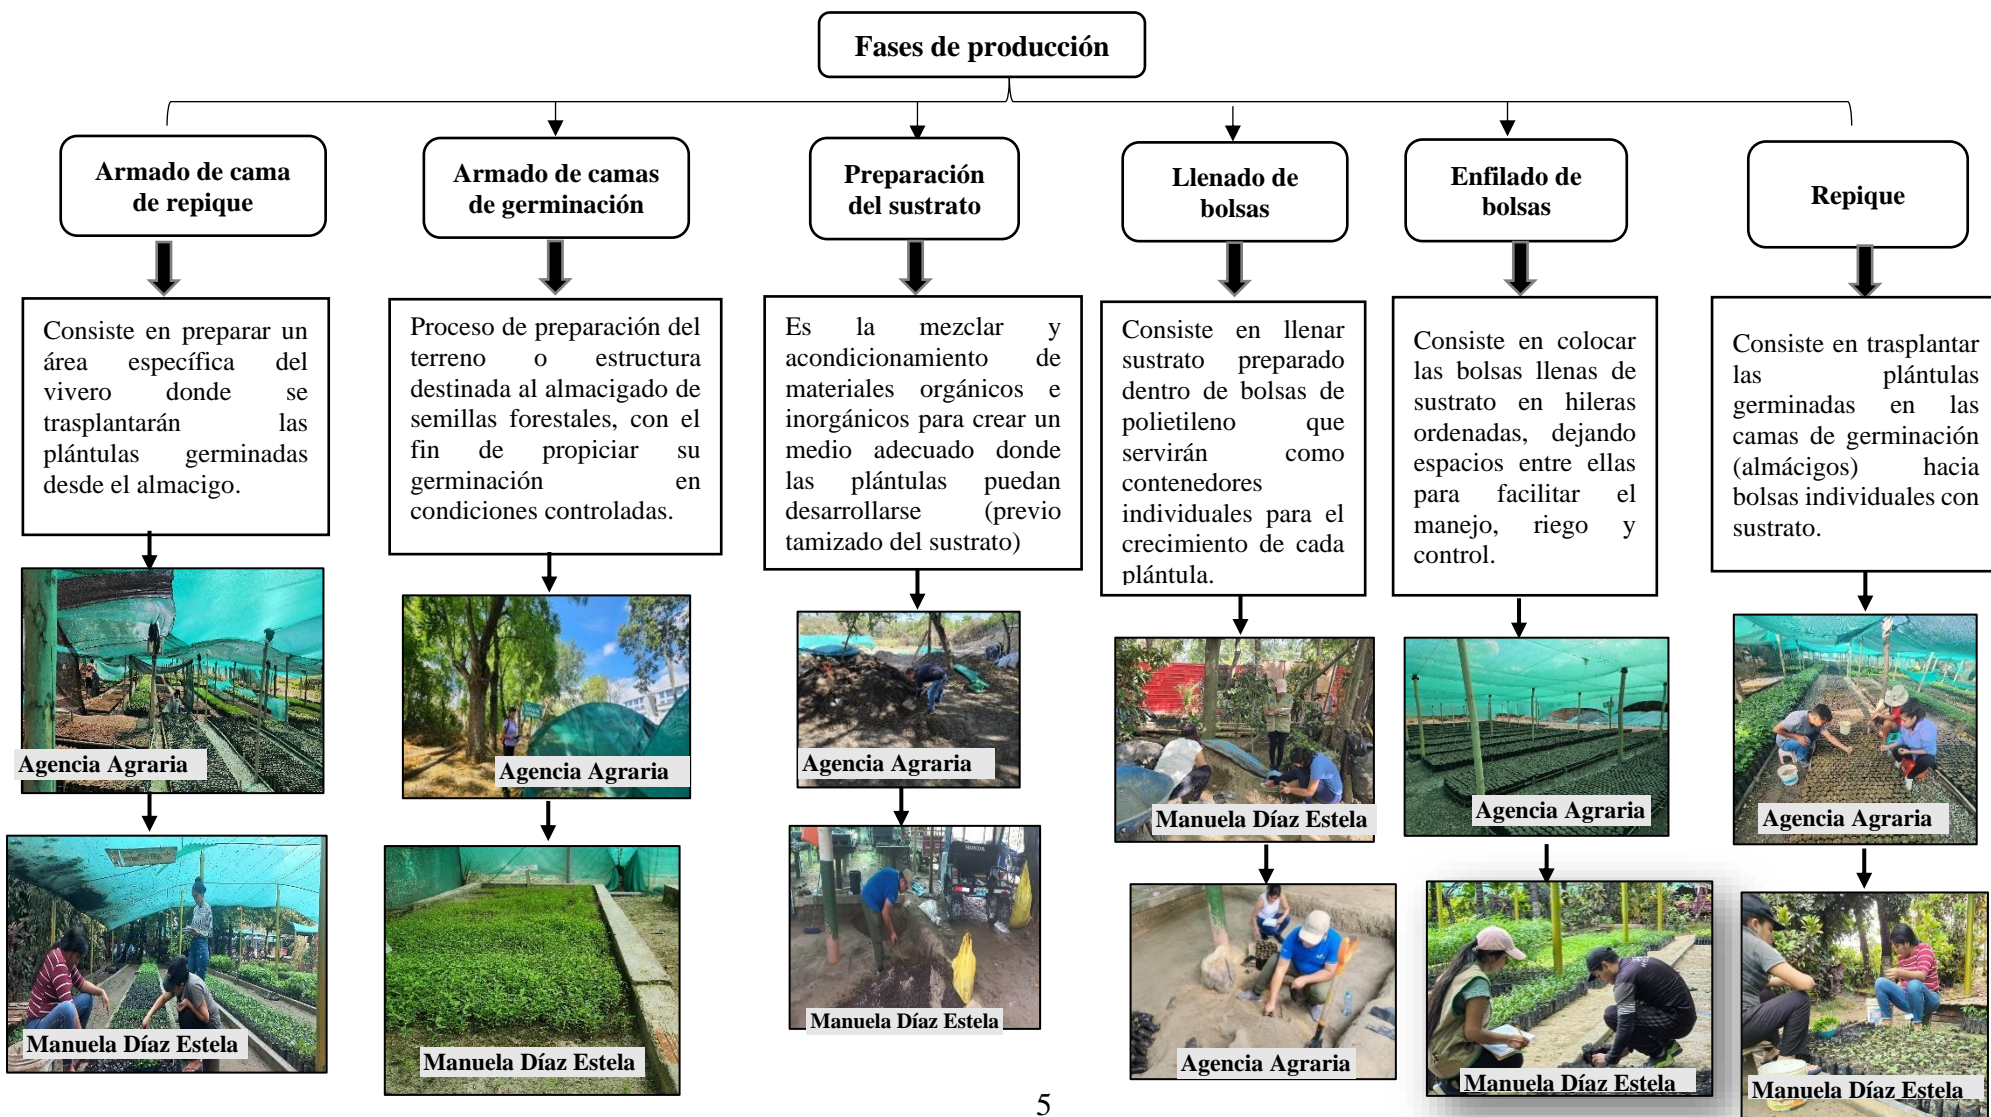 Fases de producción
Armado de cama
de repique
Armado de camas
de germinación
Preparación
del sustrato
Llenado de
bolsas
Enfilado de
bolsas
Repique
Consiste en preparar un
área específica del
vivero donde se
trasplantarán las
plántulas germinadas
desde el almacigo.
Proceso de preparación del
terreno o estructura
destinada al almacigado de
semillas forestales, con el
fin de propiciar su
germinación en
condiciones controladas.
Es la mezclar y
acondicionamiento de
materiales orgánicos e
inorgánicos para crear un
medio adecuado donde
las plántulas puedan
desarrollarse (previo
tamizado del sustrato)
Consiste en llenar
sustrato preparado
dentro de bolsas de
polietileno que
servirán como
contenedores
individuales para el
crecimiento de cada
plántula.
Consiste en colocar
las bolsas llenas de
sustrato en hileras
ordenadas, dejando
espacios entre ellas
para facilitar el
manejo, riego y
control.
Consiste en trasplantar
las plántulas
germinadas en las
camas de germinación
(almácigos) hacia
bolsas individuales con
sustrato.
Agencia Agraria
Agencia Agraria
Agencia Agraria
Manuela Díaz Estela
Agencia Agraria
Agencia Agraria
Manuela Díaz Estela
Manuela Díaz Estela
HONDA
Manuela Díaz Estela
Agencia Agraria
Manuela Díaz Estela
Manuela Díaz Estela
5